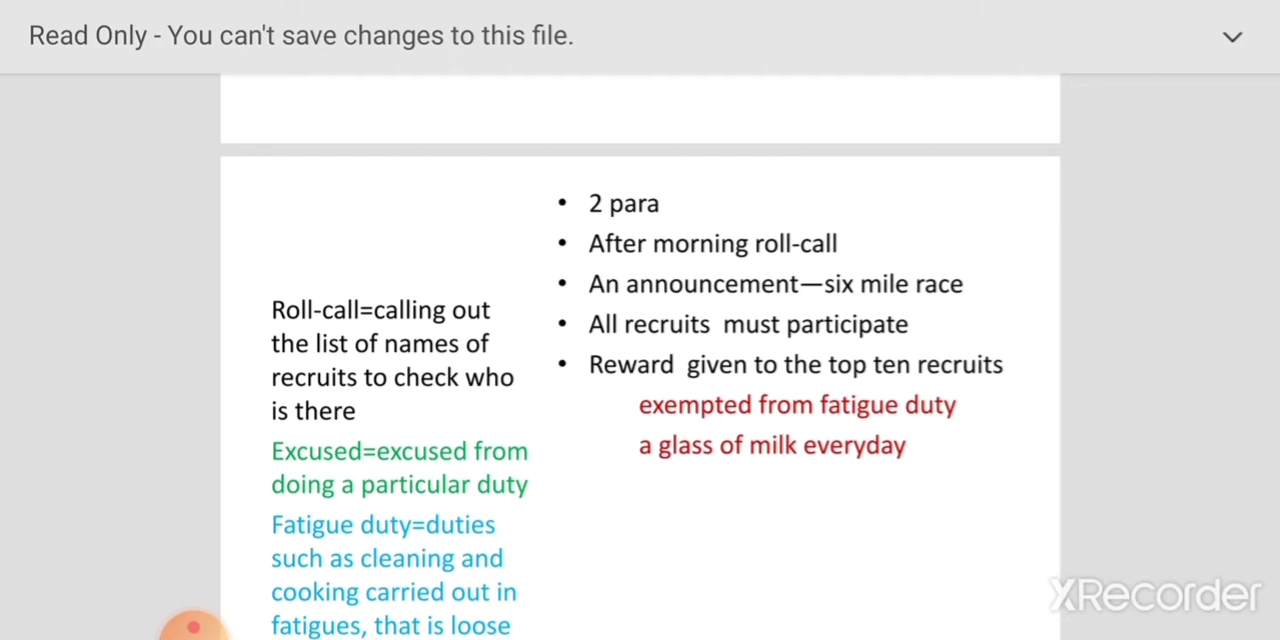 Read Only - You can't save changes to this file.
• 2 para
• After morning roll-call
• An announcement—six mile race
• All recruits must participate
• Reward given to the top ten recruits
exempted from fatigue duty
a glass of milk everyday
Roll-call=calling out
the list of names of
recruits to check who
is there
Excused=excused from
doing a particular duty
Fatigue duty=duties
such as cleaning and
cooking carried out in
fatigues, that is loose
XRecorder